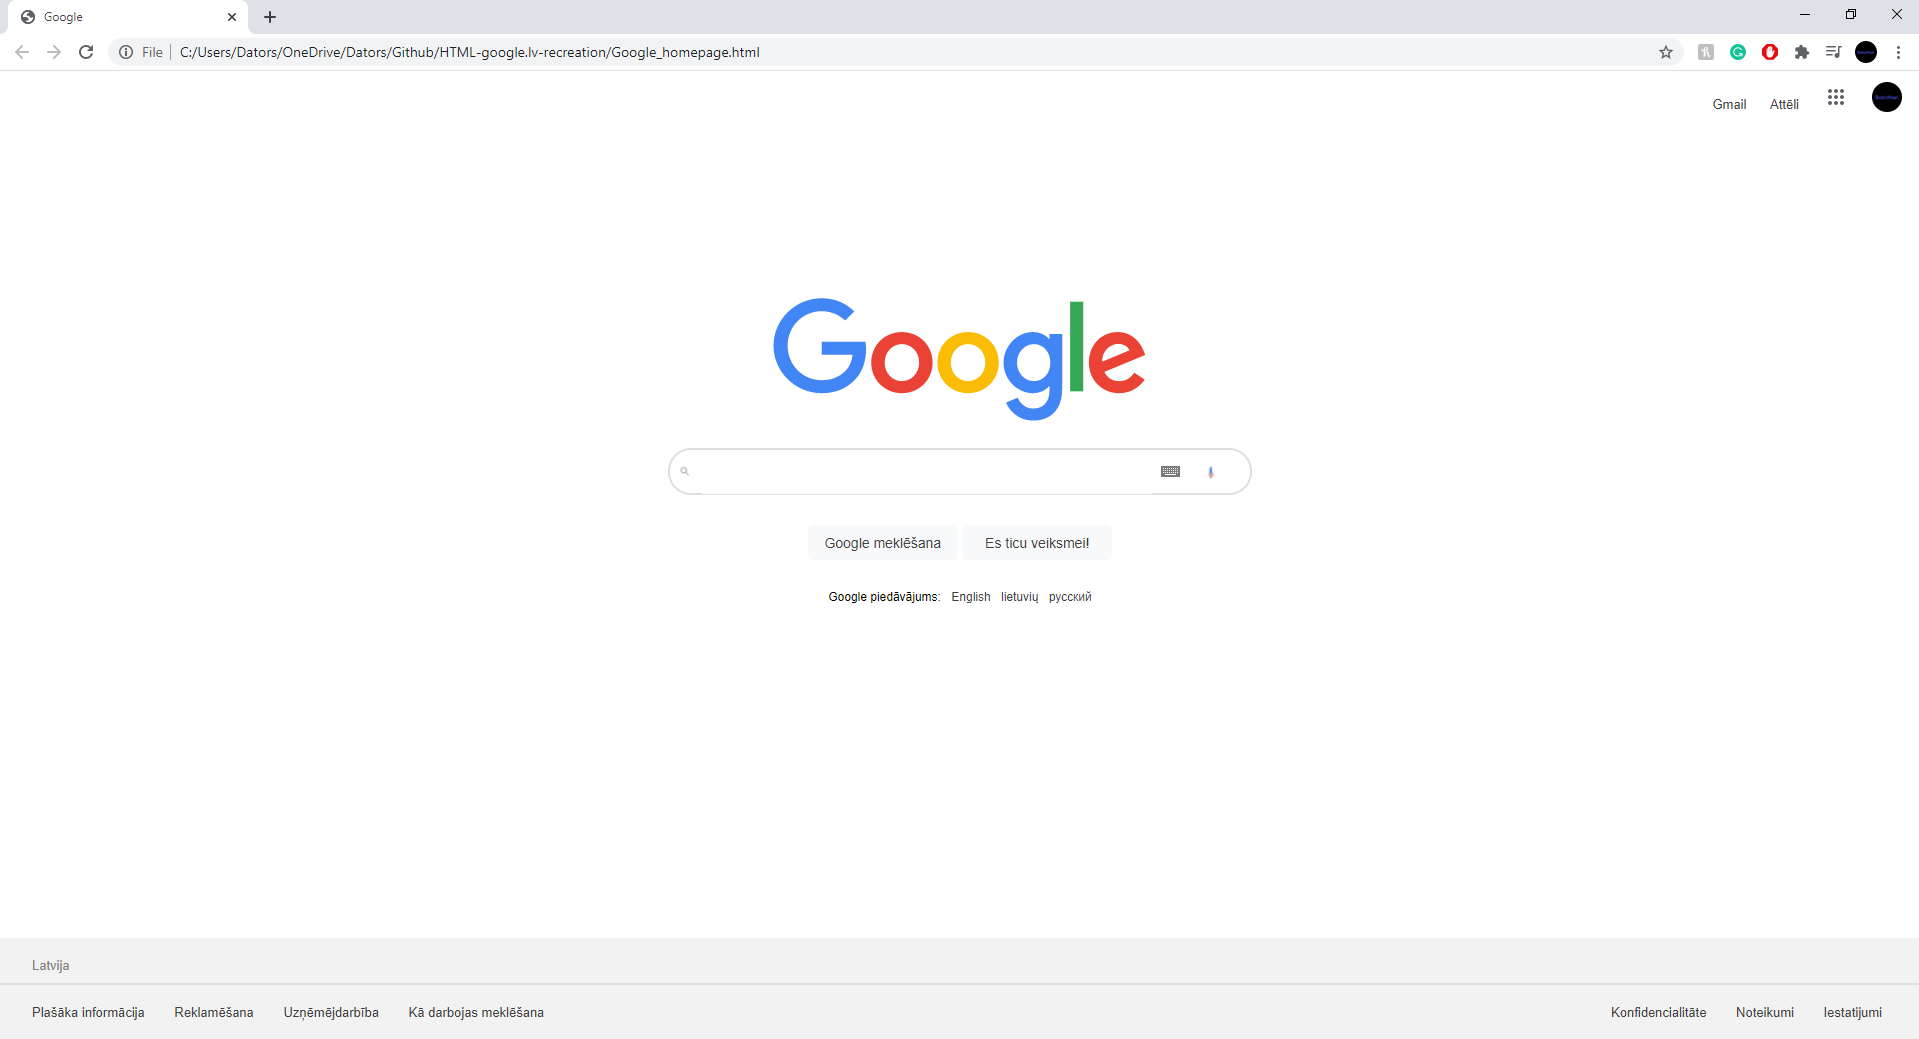 Google
File C:/Users/Dators/OneDrive/Dators/Github/HTML-google.lv-recreation/Google_homepage.html
Gmail Attēli
Google
Google meklēšana Es ticu veiksmei!
Google piedāvājums: English lietuvių русский
Latvija
Plašāka informācija Reklamēšana Uzņēmējdarbība Kā darbojas meklēšana Konfidencialitāte Noteikumi Iestatijumi